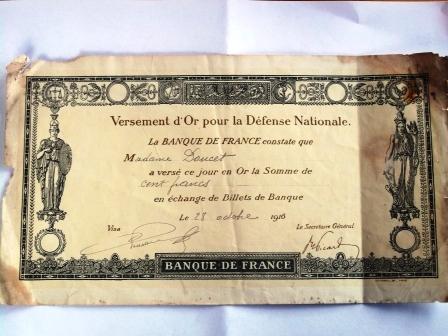 Versement d'Or pour la Défense Nationale.
La BANQUE DE FRANCE constate que
Madame Doucet
a versé ce jour en Or la Somme de
cent francs
en échange de Billets de Banque
Le 28 octobre 1916
Visa Le Secrétaire Général
BANQUE DE FRANCE